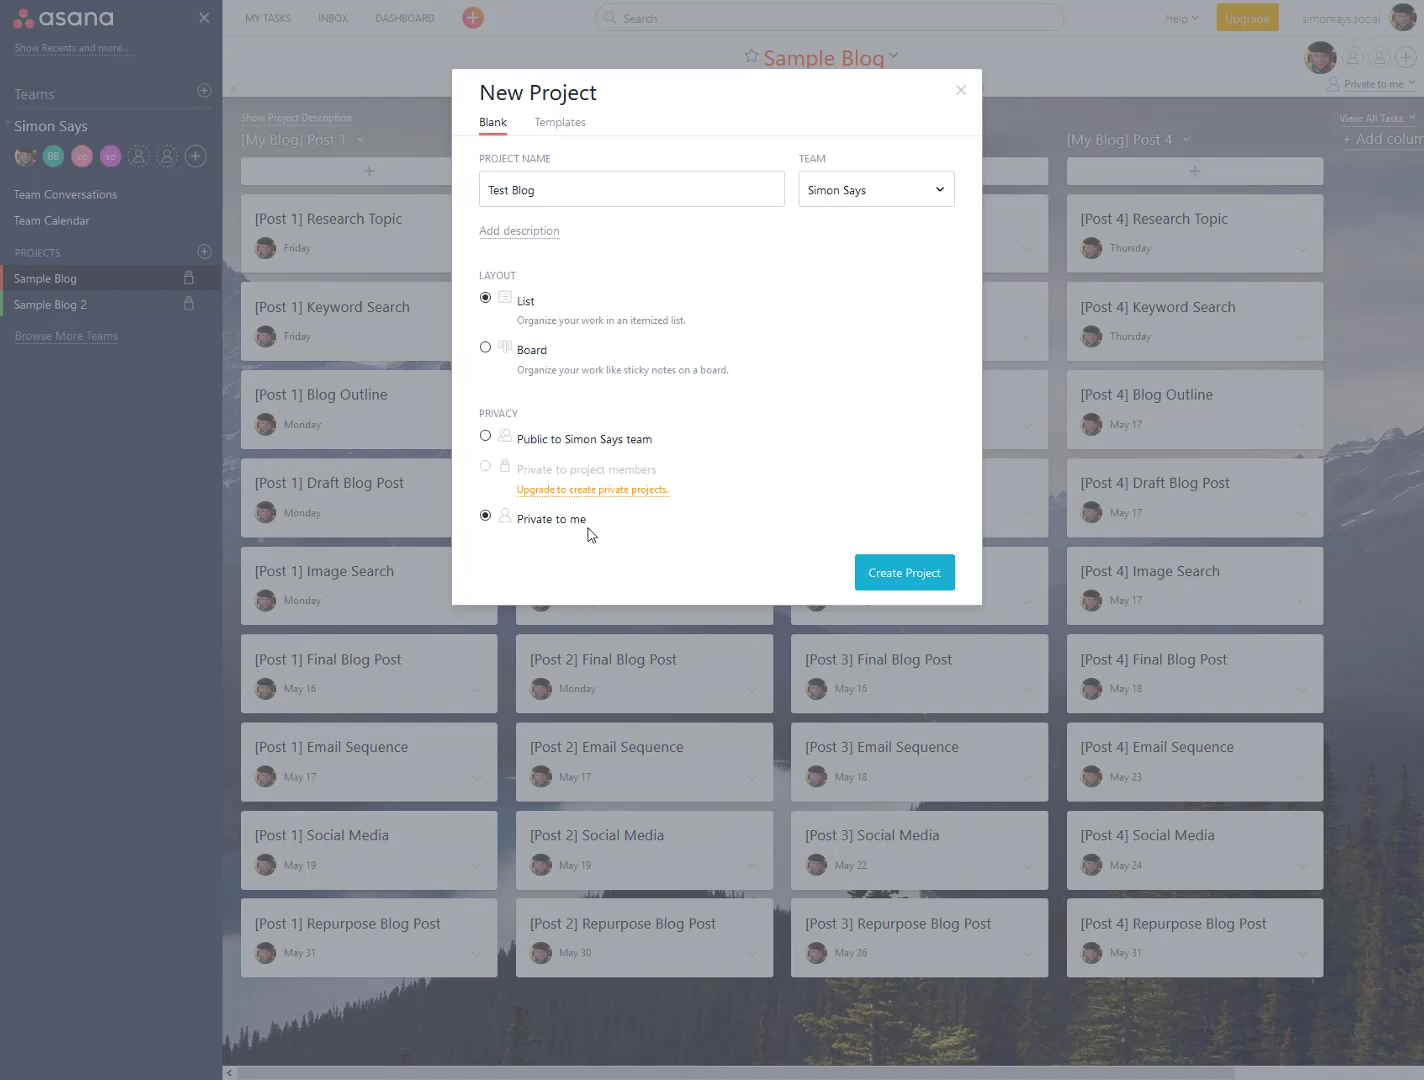 asana
MY TASKS
INBOX
DASHBOARD
Search
Help
Upgrade
simonsays.social
Show Recents and more...
Teams
Simon Says
BB
Team Conversations
Team Calendar
PROJECTS
Sample Blog
Sample Blog 2
Browse More Teams
Sample Blog
Private to me
Show Project Description
View: All Tasks
[My Blog] Post 1
[My Blog] Post 4
+ Add colum
New Project
Blank
Templates
PROJECT NAME
TEAM
Test Blog
Simon Says
Add description
LAYOUT
List
Organize your work in an itemized list.
Board
Organize your work like sticky notes on a board.
PRIVACY
Public to Simon Says team
Private to project members
Upgrade to create private projects.
Private to me
Create Project
[Post 1] Research Topic
Friday
[Post 4] Research Topic
Thursday
[Post 1] Keyword Search
Friday
[Post 4] Keyword Search
Thursday
[Post 1] Blog Outline
Monday
[Post 4] Blog Outline
May 17
[Post 1] Draft Blog Post
Monday
[Post 4] Draft Blog Post
May 17
[Post 1] Image Search
Monday
[Post 4] Image Search
May 17
[Post 1] Final Blog Post
May 16
[Post 2] Final Blog Post
Monday
[Post 3] Final Blog Post
May 16
[Post 4] Final Blog Post
May 18
[Post 1] Email Sequence
May 17
[Post 2] Email Sequence
May 17
[Post 3] Email Sequence
May 18
[Post 4] Email Sequence
May 23
[Post 1] Social Media
May 19
[Post 2] Social Media
May 19
[Post 3] Social Media
May 22
[Post 4] Social Media
May 24
[Post 1] Repurpose Blog Post
May 31
[Post 2] Repurpose Blog Post
May 30
[Post 3] Repurpose Blog Post
May 26
[Post 4] Repurpose Blog Post
May 31